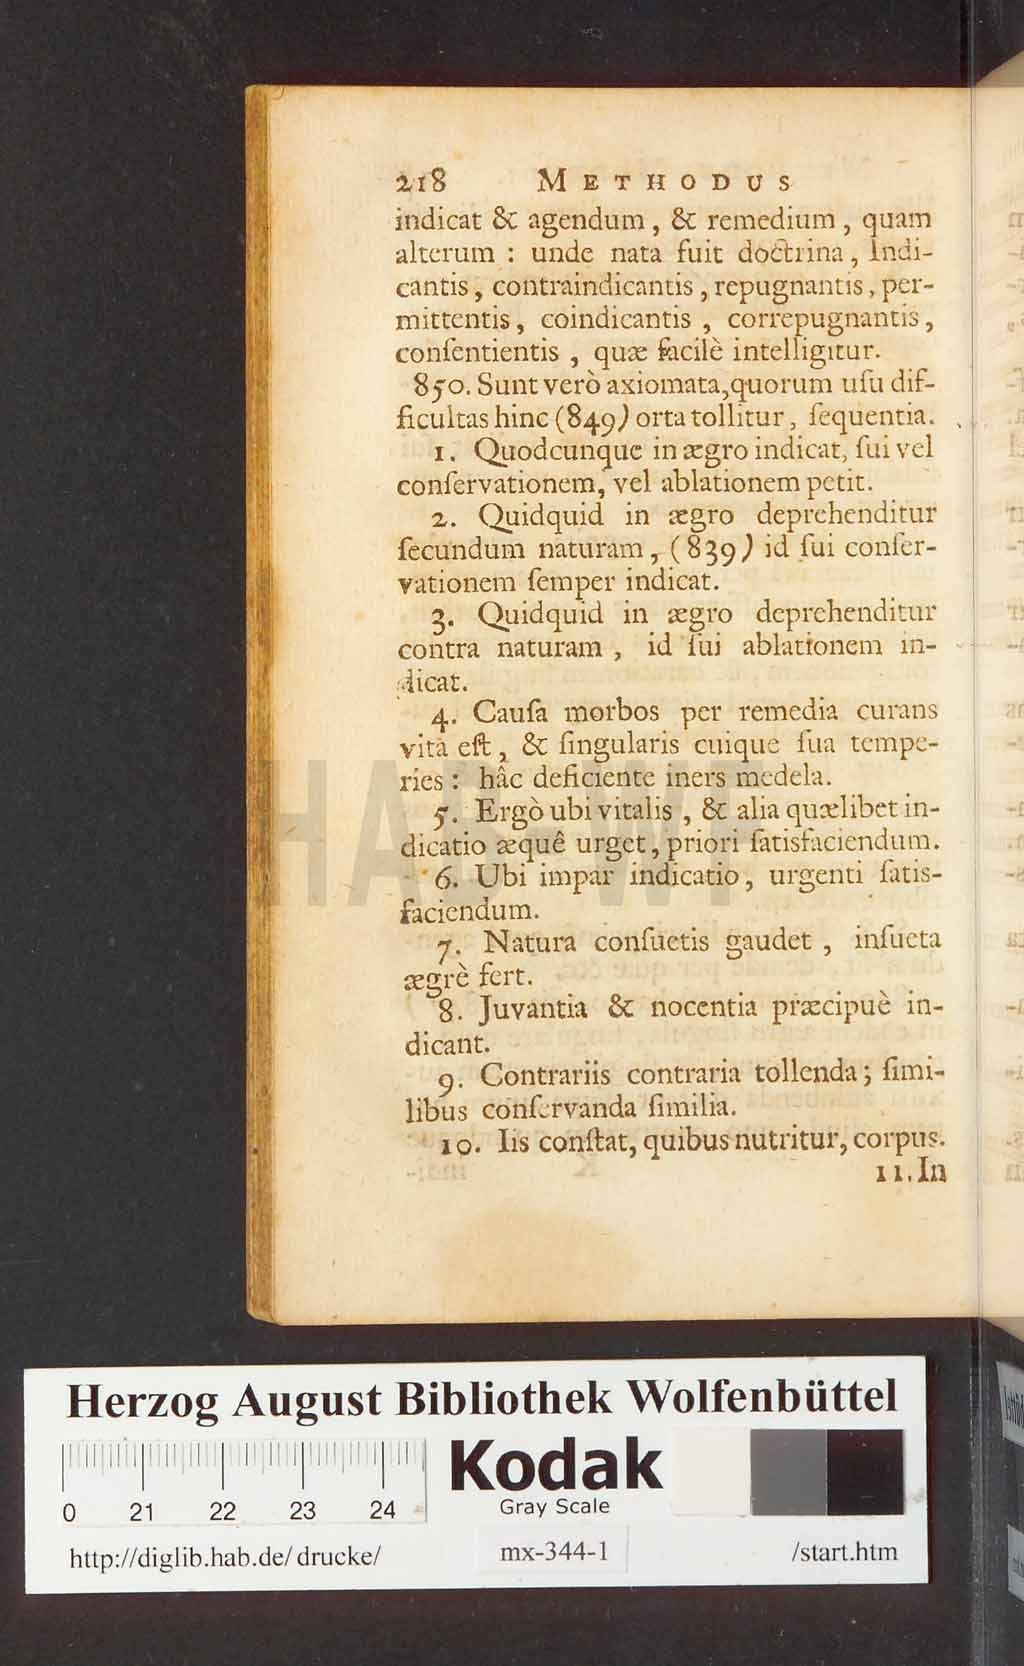 218 METHODUS
indicat & agendum, & remedium, quam
alterum : unde nata fuit doctrina, Indi-
cantis, contraindicantis, repugnantis, per-
mittentis, coindicantis , correpugnantis,
conſentientis , quæ facilè intelligitur.
850. Sunt verò axiomata,quorum uſu dif-
ficultas hinc (849) orta tollitur, ſequentia.
1. Quodcunque in ægro indicat, ſui vel
conſervationem, vel ablationem petit.
2. Quidquid in ægro deprehenditur
ſecundum naturam, (839) id ſui conſer-
vationem ſemper indicat.
3. Quidquid in ægro deprehenditur
contra naturam , id ſui ablationem in-
dicat.
4. Cauſa morbos per remedia curans
vita eſt, & ſingularis cuique ſua tempe-
ries : hâc deficiente iners medela.
5. Ergò ubi vitalis , & alia quælibet in-
dicatio æquê urget, priori ſatisfaciendum.
6. Ubi impar indicatio, urgenti ſatis-
faciendum.
7. Natura conſuetis gaudet , inſueta
ægrè fert.
8. Juvantia & nocentia præcipuè in-
dicant.
9. Contrariis contraria tollenda; ſimi-
libus conſervanda ſimilia.
10. Iis conſtat, quibus nutritur, corpus.
11. In
HAB WF
Herzog August Bibliothek Wolfenbüttel
Kodak
Gray Scale
0 21 22 23 24
http://diglib.hab.de/drucke/ mx-344-1 /start.htm